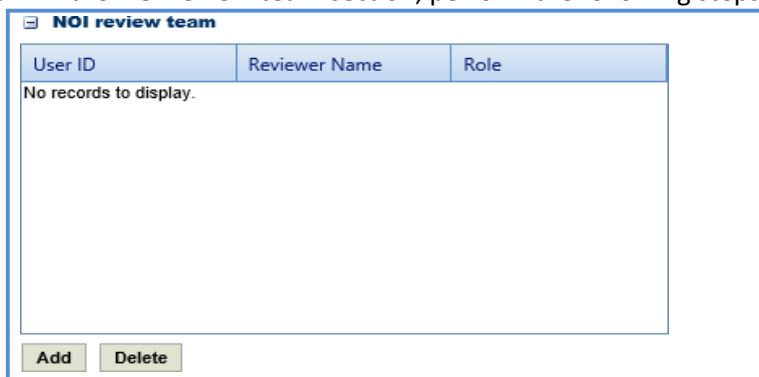 NOI review team
User ID Reviewer Name Role
No records to display.
Add Delete